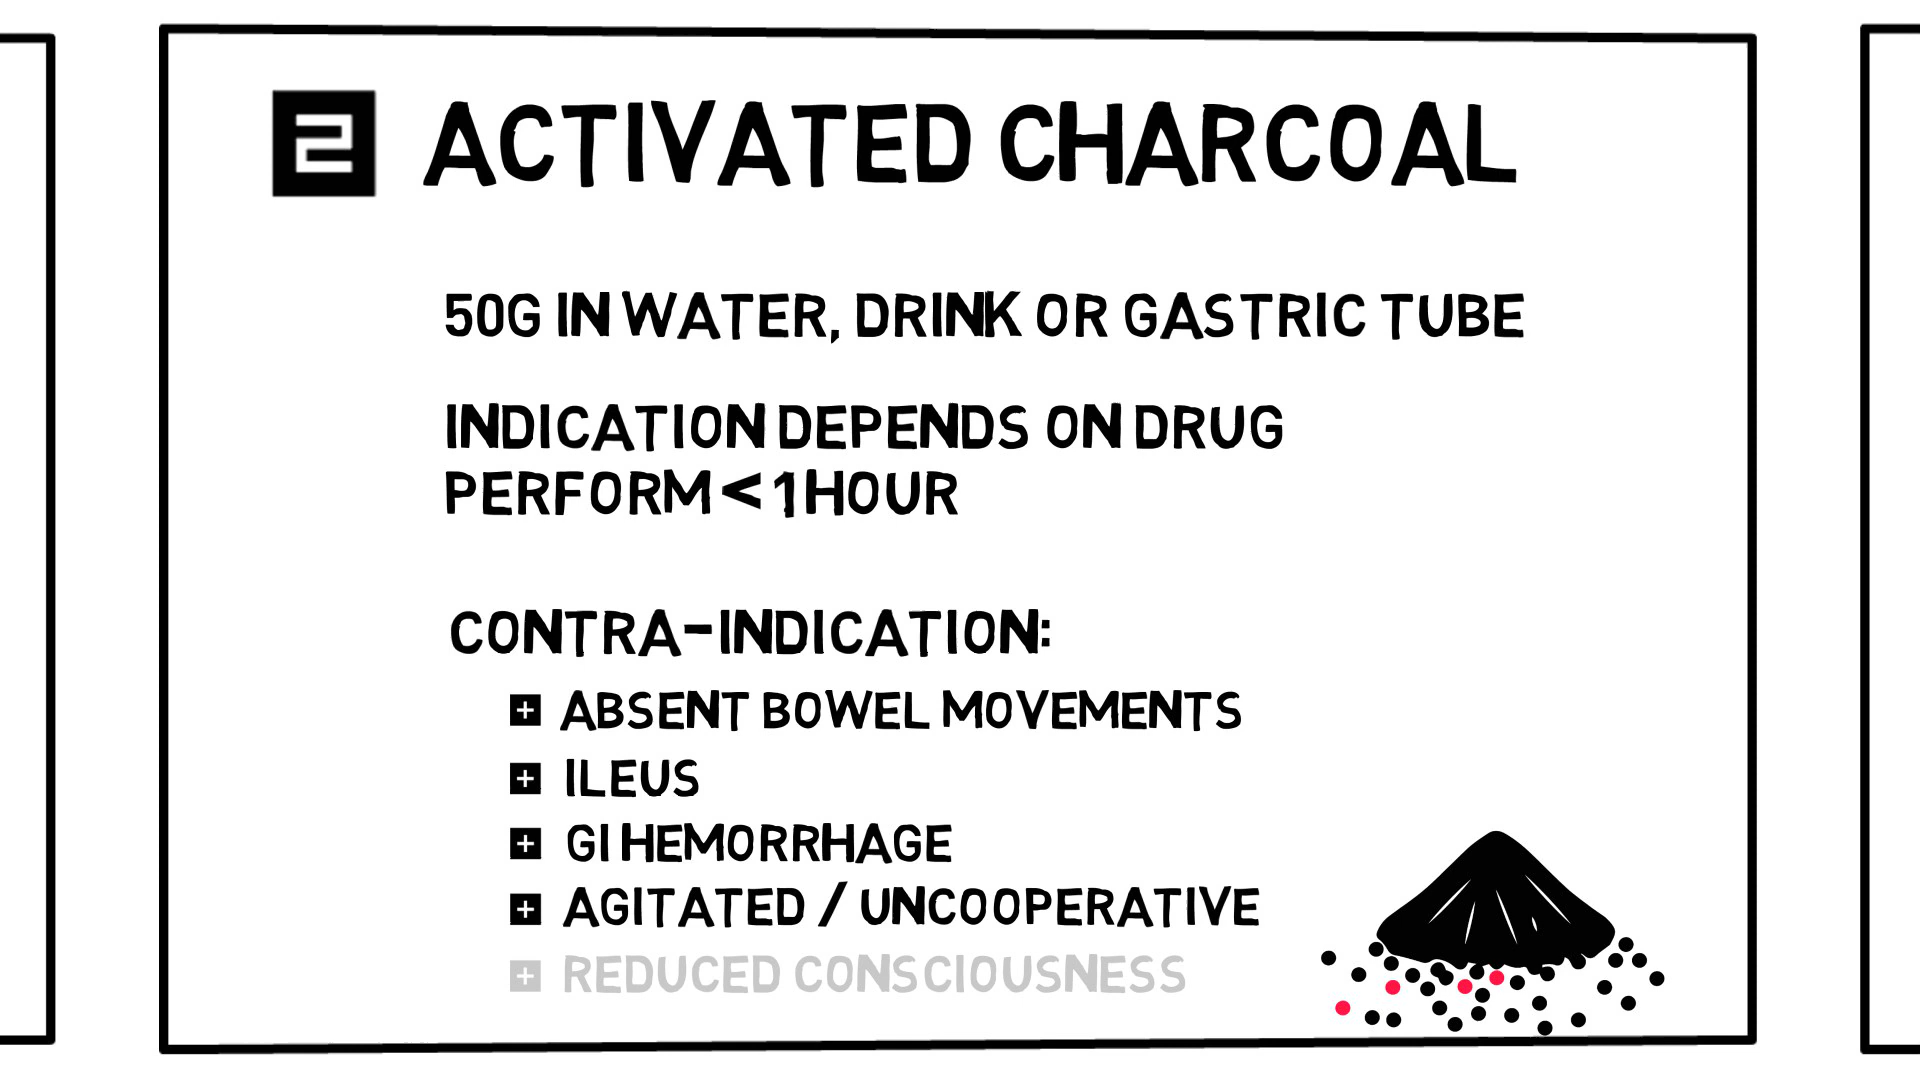 2 ACTIVATED CHARCOAL
50G IN WATER, DRINK OR GASTRIC TUBE
INDICATION DEPENDS ON DRUG
PERFORM < 1 HOUR
CONTRA-INDICATION:
ABSENT BOWEL MOVEMENTS
ILEUS
GI HEMORRHAGE
AGITATED / UNCOOPERATIVE
REDUCED CONSCIOUSNESS